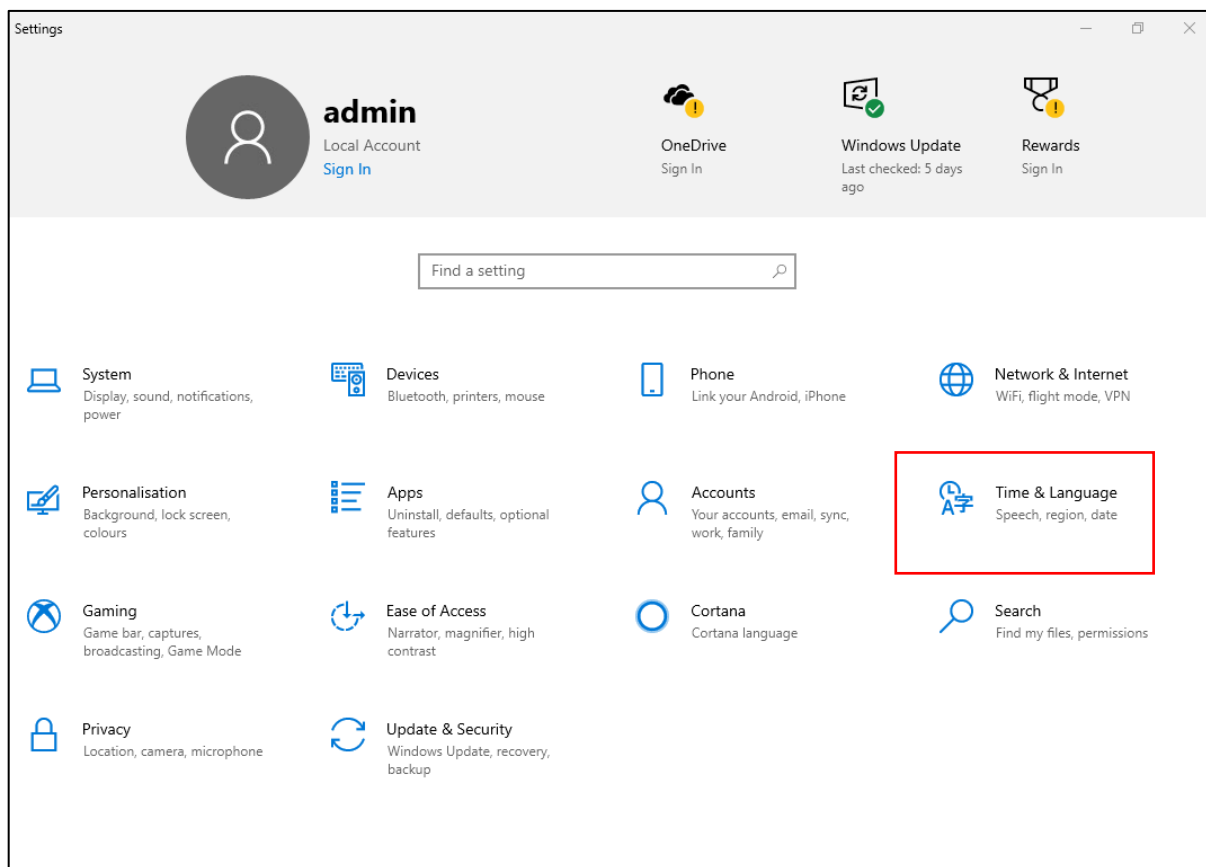 Settings
admin
Local Account
Sign In
OneDrive
Sign In
Windows Update
Last checked: 5 days
ago
Rewards
Sign In
Find a setting
System
Display, sound, notifications,
power
Devices
Bluetooth, printers, mouse
Phone
Link your Android, iPhone
Network & Internet
WiFi, flight mode, VPN
Personalisation
Background, lock screen,
colours
Apps
Uninstall, defaults, optional
features
Accounts
Your accounts, email, sync,
work, family
Time & Language
Speech, region, date
Gaming
Game bar, captures,
broadcasting, Game Mode
Ease of Access
Narrator, magnifier, high
contrast
Cortana
Cortana language
Search
Find my files, permissions
Privacy
Location, camera, microphone
Update & Security
Windows Update, recovery,
backup